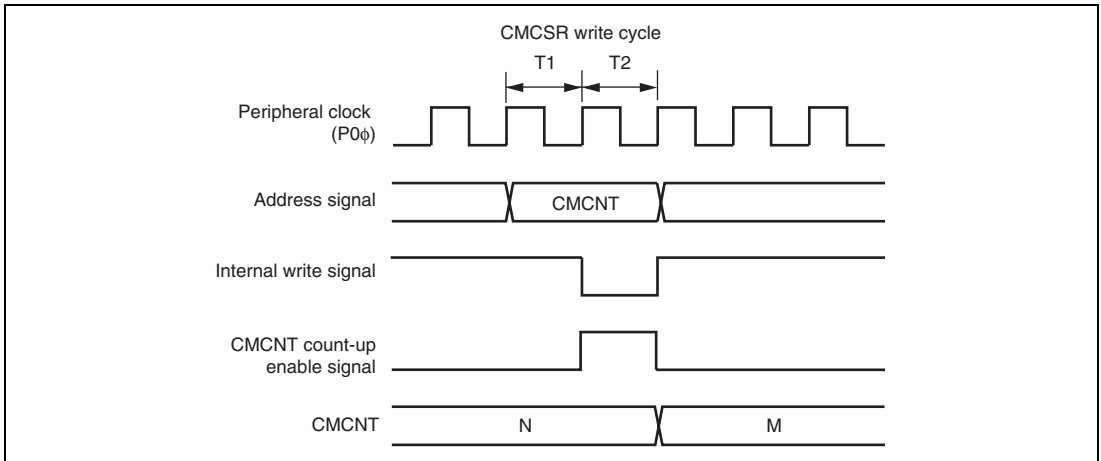 CMCSR write cycle
T1 T2
Peripheral clock
(P0ϕ)
Address signal CMCNT
Internal write signal
CMCNT count-up
enable signal
CMCNT N M